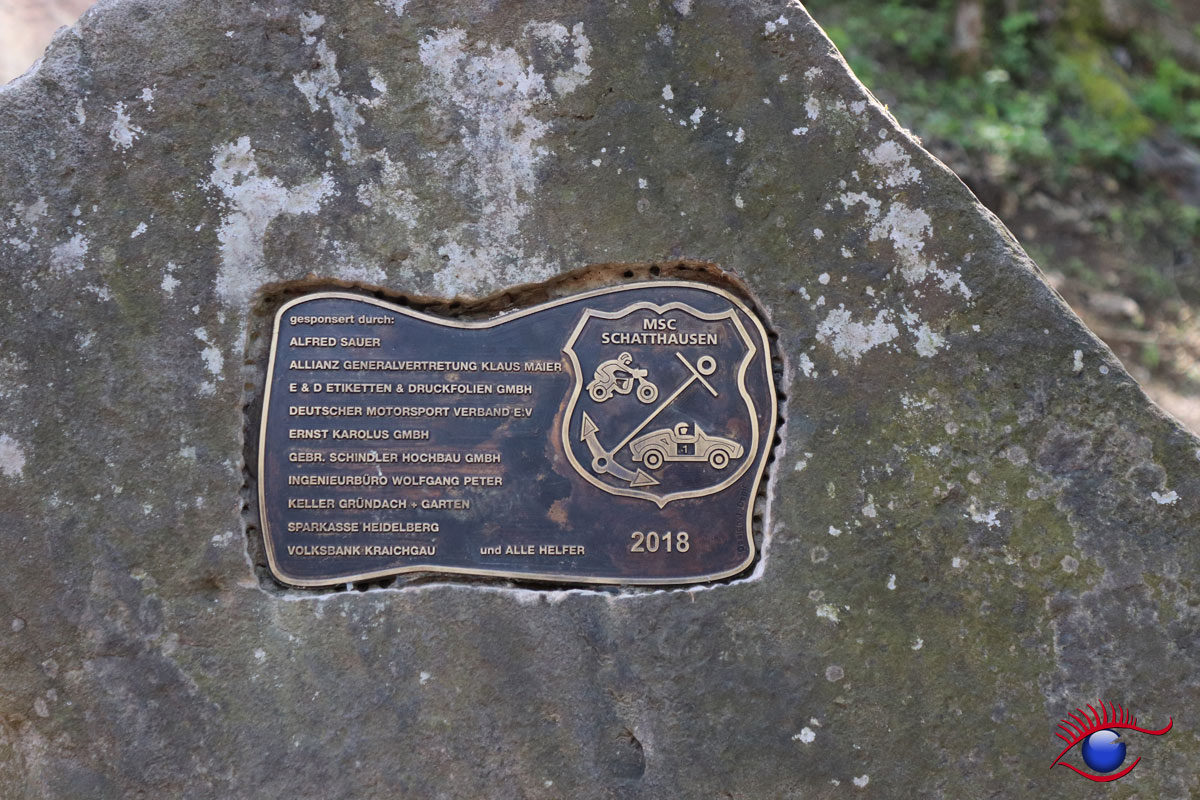 gesponsert durch:
ALFRED SAUER
ALLIANZ GENERALVERTRETUNG KLAUS MAIER
E & D ETIKETTEN & DRUCKFOLIEN GMBH
DEUTSCHER MOTORSPORT VERBAND E:V
ERNST KAROLUS GMBH
GEBR. SCHINDLER HOCHBAU GMBH
INGENIEURBÜRO WOLFGANG PETER
KELLER GRÜNDACH + GARTEN
SPARKASSE HEIDELBERG
VOLKSBANK KRAICHGAU und ALLE HELFER
MSC
SCHATTHAUSEN
1
2018